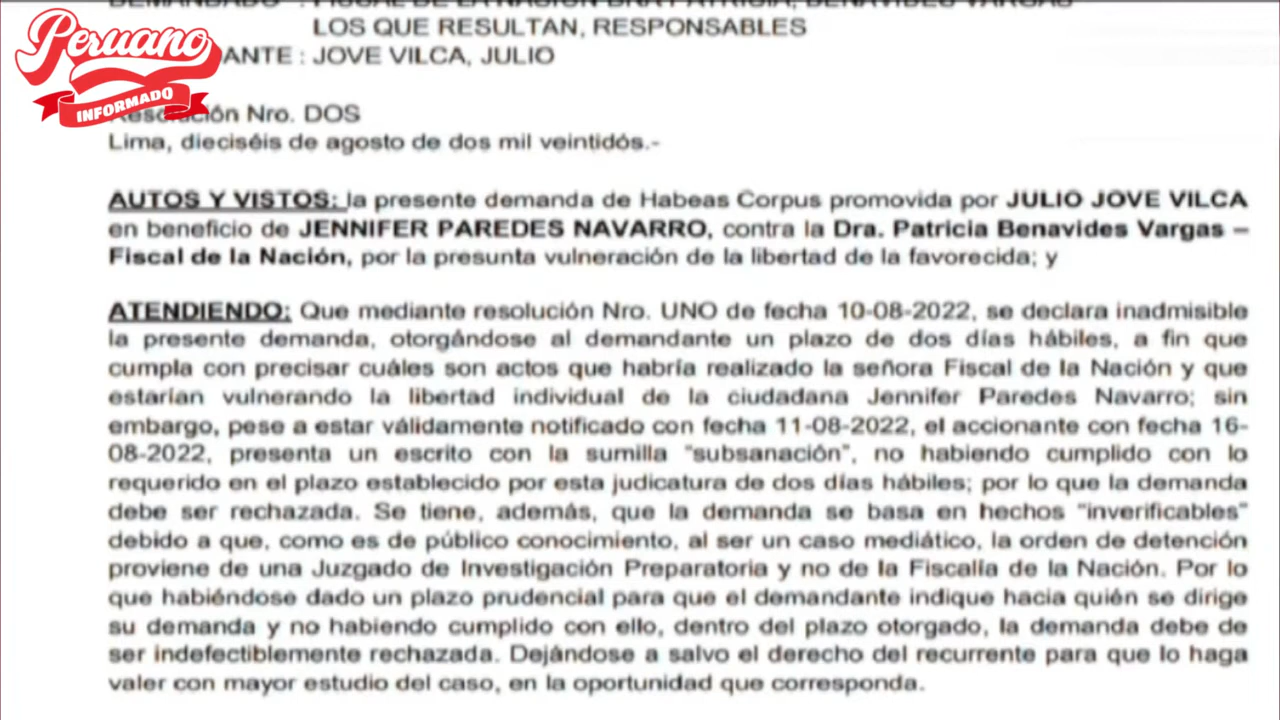 Peruano
INFORMADO
DEMANDADO : FISCAL DE LA NACION DRA PATRICIA, BENAVIDES VARGAS
LOS QUE RESULTAN, RESPONSABLES
ANTE : JOVE VILCA, JULIO
Resolución Nro. DOS
Lima, dieciséis de agosto de dos mil veintidós.-
AUTOS Y VISTOS: la presente demanda de Habeas Corpus promovida por JULIO JOVE VILCA
en beneficio de JENNIFER PAREDES NAVARRO, contra la Dra. Patricia Benavides Vargas –
Fiscal de la Nación, por la presunta vulneración de la libertad de la favorecida; y
ATENDIENDO: Que mediante resolución Nro. UNO de fecha 10-08-2022, se declara inadmisible
la presente demanda, otorgándose al demandante un plazo de dos días hábiles, a fin que
cumpla con precisar cuáles son actos que habría realizado la señora Fiscal de la Nación y que
estarían vulnerando la libertad individual de la ciudadana Jennifer Paredes Navarro; sin
embargo, pese a estar válidamente notificado con fecha 11-08-2022, el accionante con fecha 16-
08-2022, presenta un escrito con la sumilla "subsanación", no habiendo cumplido con lo
requerido en el plazo establecido por esta judicatura de dos días hábiles; por lo que la demanda
debe ser rechazada. Se tiene, además, que la demanda se basa en hechos "inverificables"
debido a que, como es de público conocimiento, al ser un caso mediático, la orden de detención
proviene de una Juzgado de Investigación Preparatoria y no de la Fiscalía de la Nación. Por lo
que habiéndose dado un plazo prudencial para que el demandante indique hacia quién se dirige
su demanda y no habiendo cumplido con ello, dentro del plazo otorgado, la demanda debe de
ser indefectiblemente rechazada. Dejándose a salvo el derecho del recurrente para que lo haga
valer con mayor estudio del caso, en la oportunidad que corresponda.